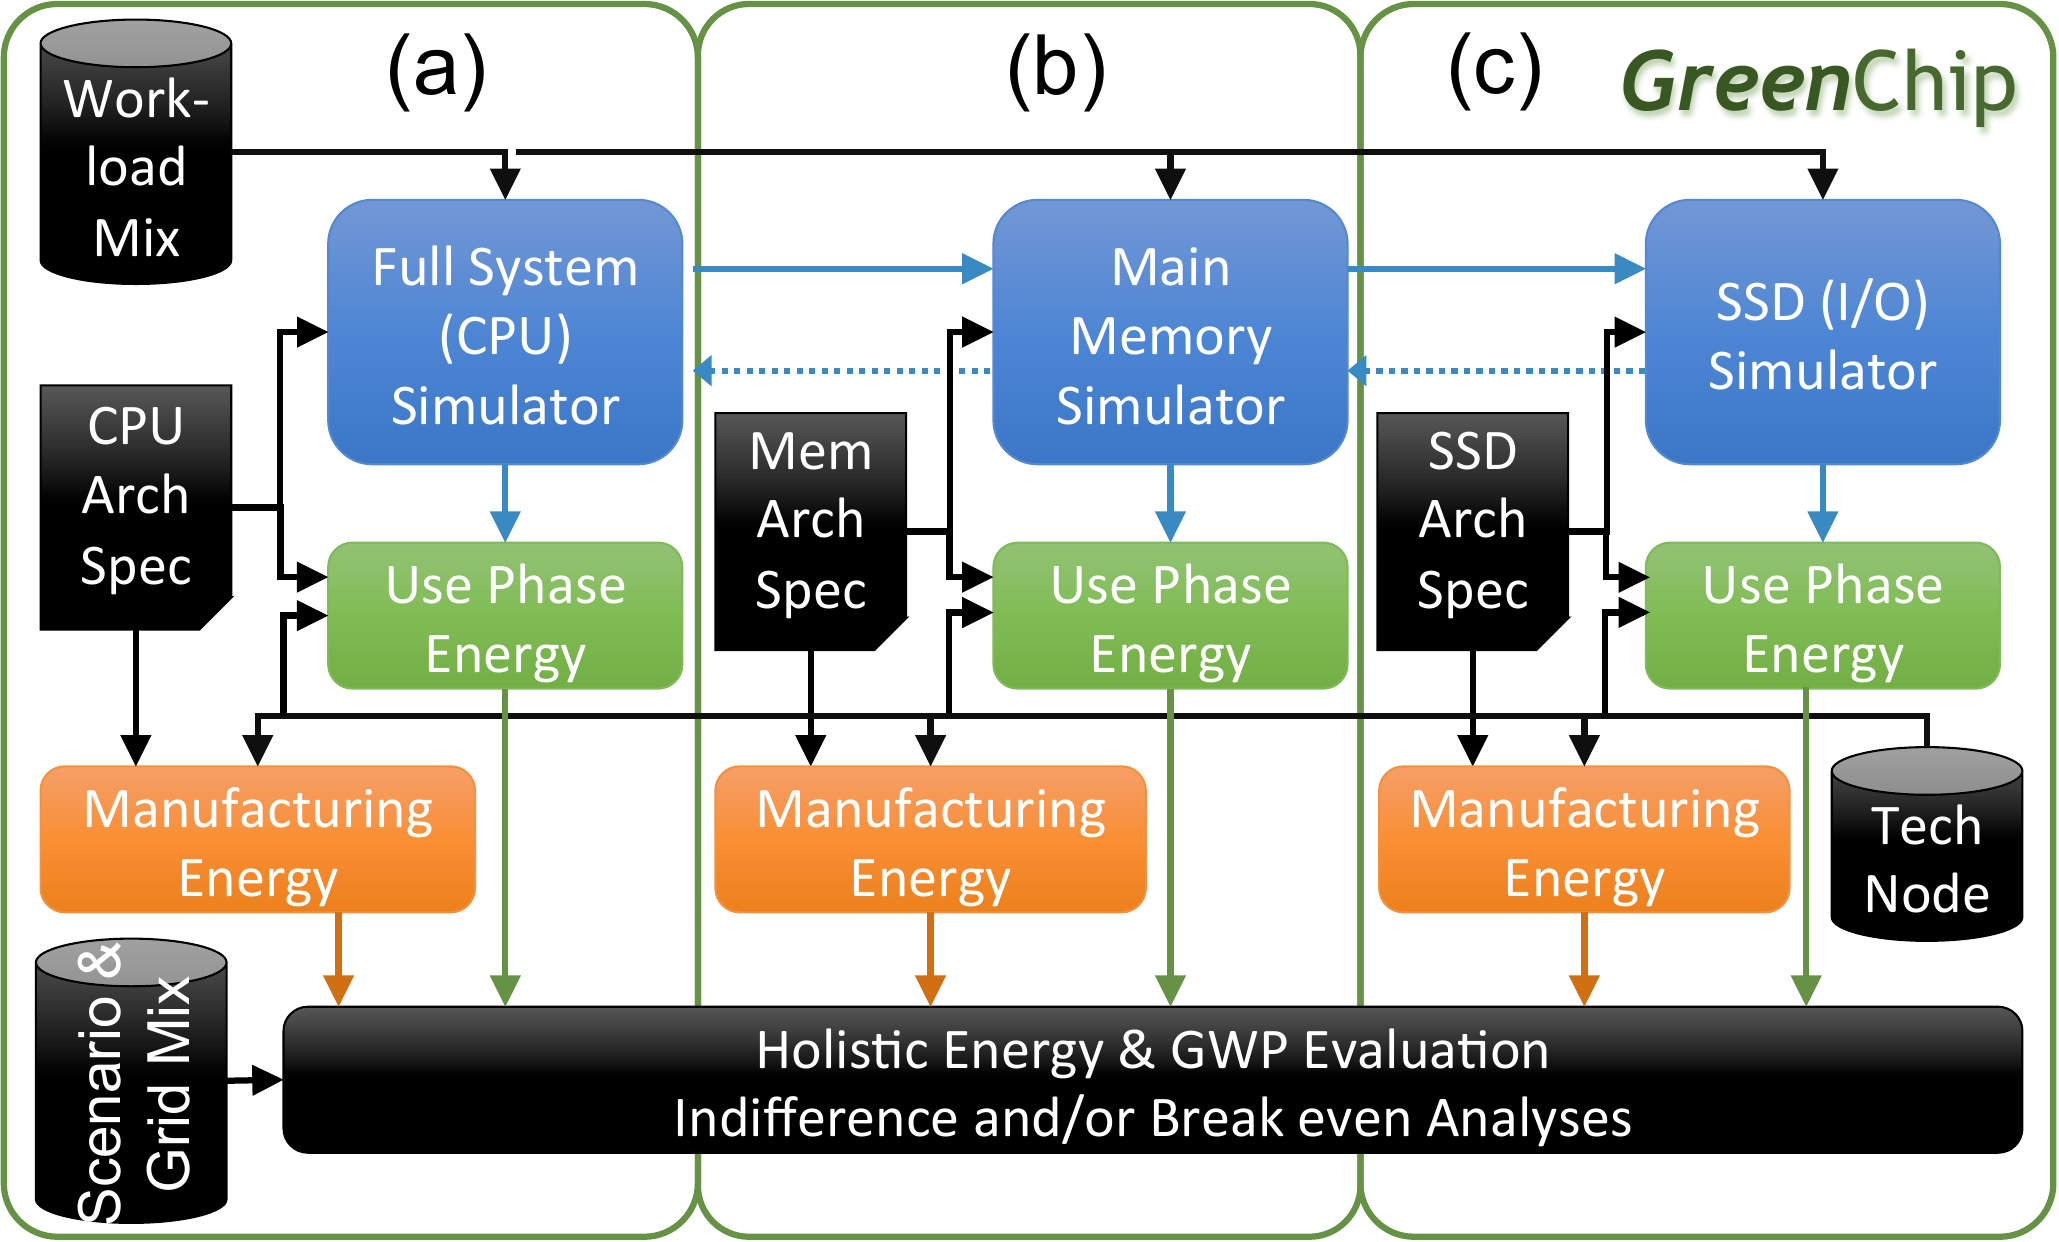 (a)
(b)
(c)
GreenChip
Work-
load
Mix
Full System
(CPU)
Simulator
Main
Memory
Simulator
SSD (I/O)
Simulator
CPU
Arch
Spec
Mem
Arch
Spec
SSD
Arch
Spec
Use Phase
Energy
Use Phase
Energy
Use Phase
Energy
Manufacturing
Energy
Manufacturing
Energy
Manufacturing
Energy
Tech
Node
Scenario &
Grid Mix
Holistic Energy & GWP Evaluation
Indifference and/or Break even Analyses